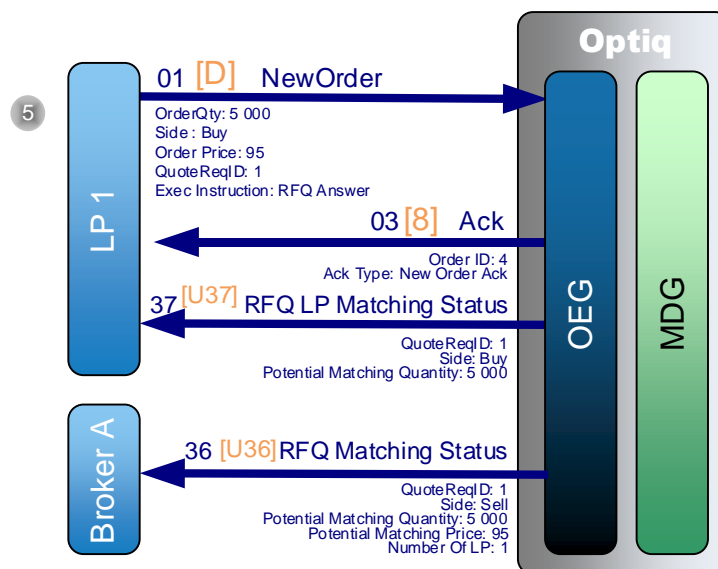 Optiq
5
LP 1
01 [D] NewOrder
OrderQty: 5 000
Side : Buy
Order Price: 95
QuoteReqID: 1
Exec Instruction: RFQ Answer
03 [8] Ack
Order ID: 4
Ack Type: New Order Ack
37 [U37] RFQ LP Matching Status
QuoteReqID: 1
Side: Buy
Potential Matching Quantity: 5 000
OEG
MDG
Broker A
36 [U36] RFQ Matching Status
QuoteReqID: 1
Side: Sell
Potential Matching Quantity: 5 000
Potential Matching Price: 95
Number Of LP: 1